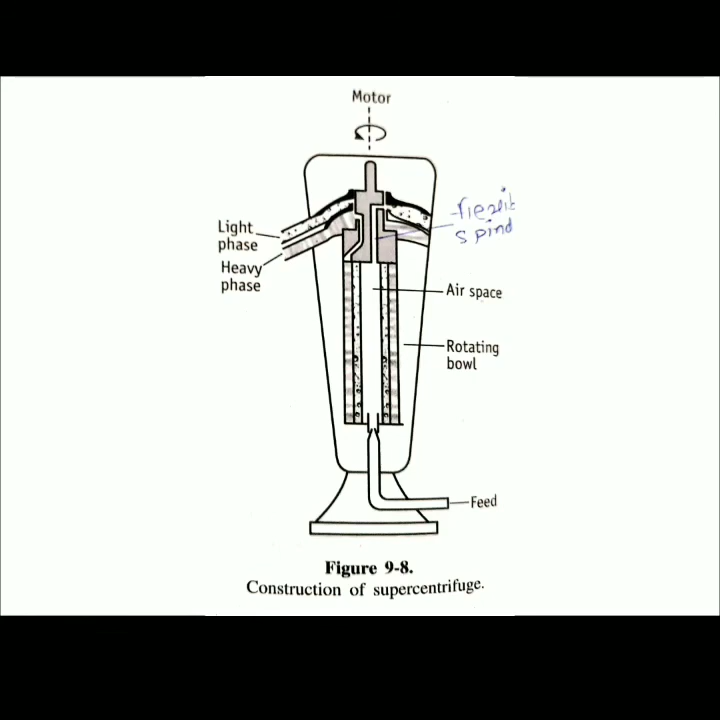 Motor
Light
phase
Heavy
phase
Air space
Rotating
bowl
Feed
Figure 9-8.
Construction of supercentrifuge.